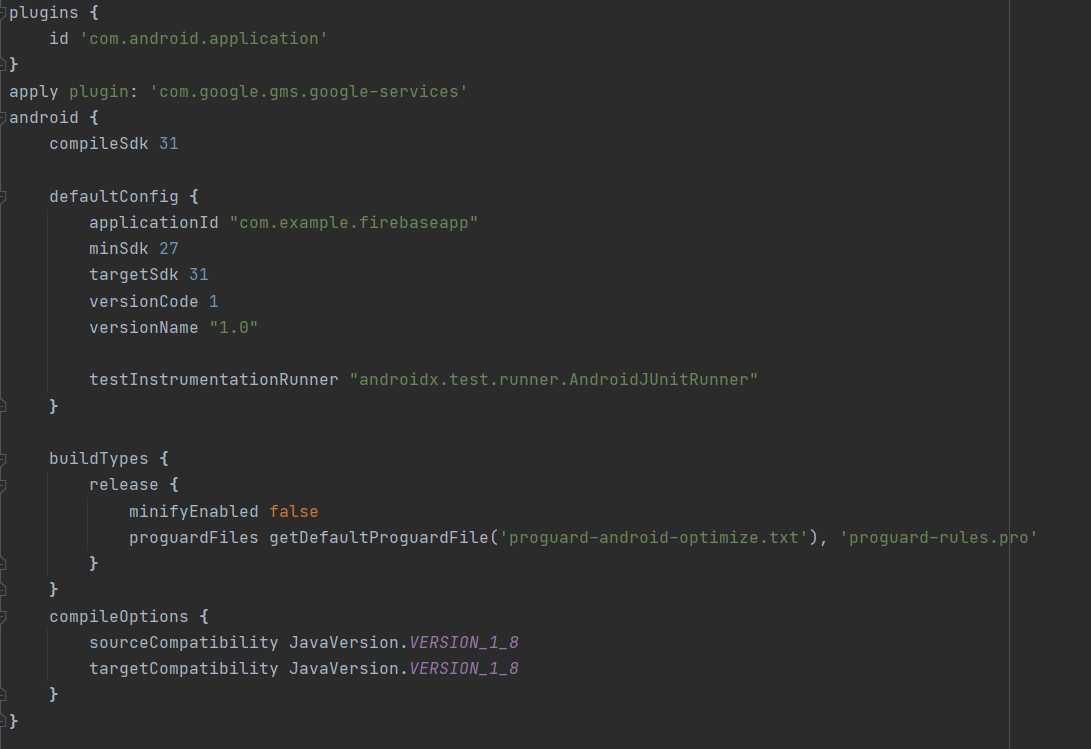 plugins {
    id 'com.android.application'
}
apply plugin: 'com.google.gms.google-services'
android {
    compileSdk 31

    defaultConfig {
        applicationId "com.example.firebaseapp"
        minSdk 27
        targetSdk 31
        versionCode 1
        versionName "1.0"

        testInstrumentationRunner "androidx.test.runner.AndroidJUnitRunner"
    }

    buildTypes {
        release {
            minifyEnabled false
            proguardFiles getDefaultProguardFile('proguard-android-optimize.txt'), 'proguard-rules.pro'
        }
    }
    compileOptions {
        sourceCompatibility JavaVersion.VERSION_1_8
        targetCompatibility JavaVersion.VERSION_1_8
    }
}